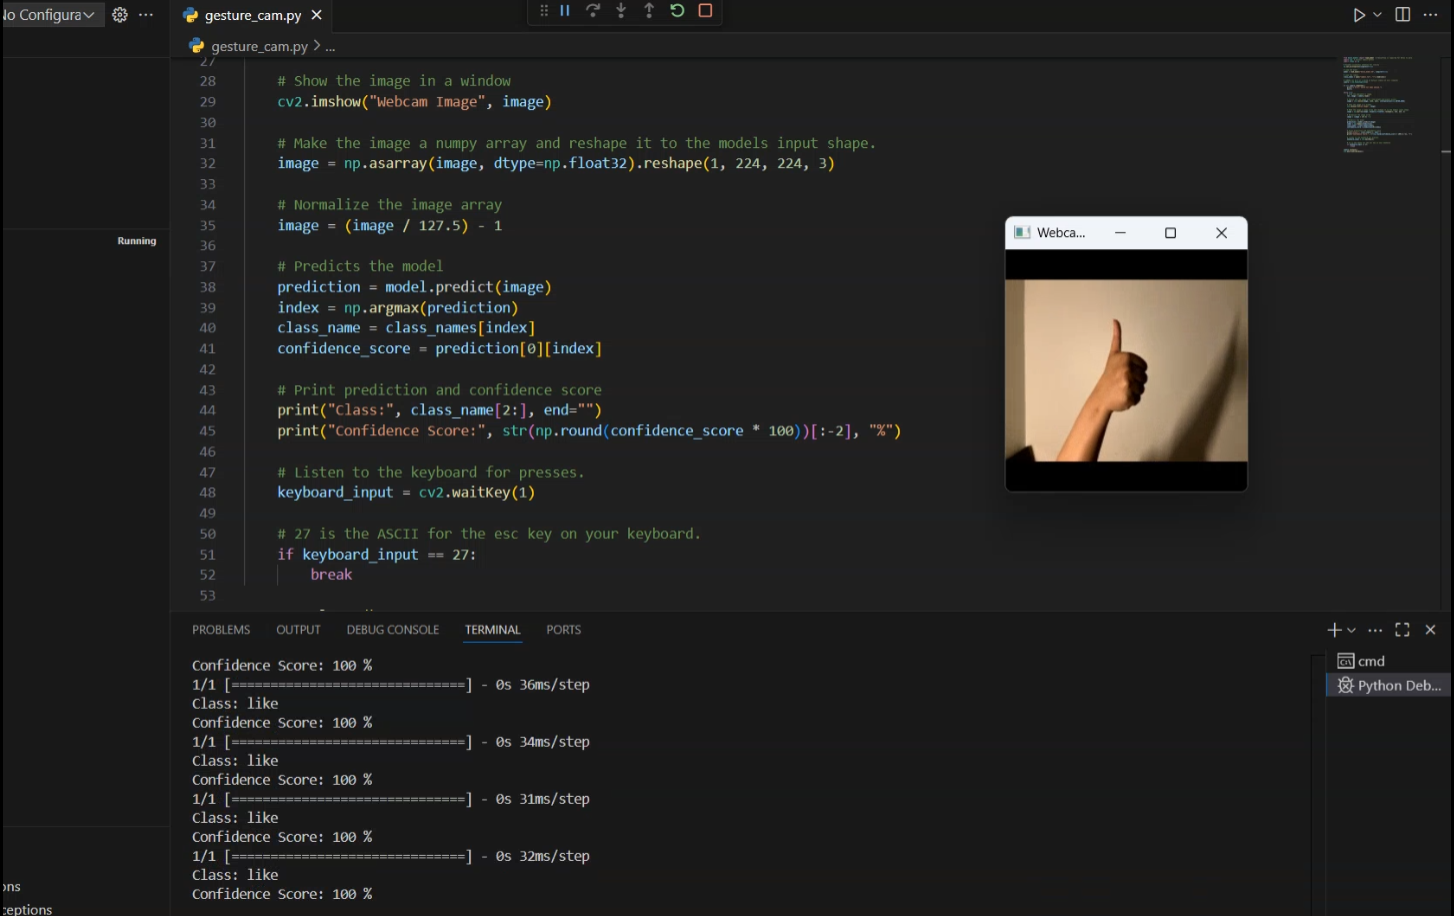 No Configura
gesture_cam.py
gesture_cam.py > ...
Running
27
28 # Show the image in a window
29 cv2.imshow("Webcam Image", image)
30
31 # Make the image a numpy array and reshape it to the models input shape.
32 image = np.asarray(image, dtype=np.float32).reshape(1, 224, 224, 3)
33
34 # Normalize the image array
35 image = (image / 127.5) - 1
36
37 # Predicts the model
38 prediction = model.predict(image)
39 index = np.argmax(prediction)
40 class_name = class_names[index]
41 confidence_score = prediction[0][index]
42
43 # Print prediction and confidence score
44 print("Class:", class_name[2:], end="")
45 print("Confidence Score:", str(np.round(confidence_score * 100))[:-2], "%")
46
47 # Listen to the keyboard for presses.
48 keyboard_input = cv2.waitKey(1)
49
50 # 27 is the ASCII for the esc key on your keyboard.
51 if keyboard_input == 27:
52 break
53
Webca...
PROBLEMS OUTPUT DEBUG CONSOLE TERMINAL PORTS
Confidence Score: 100 %
1/1 [==============================] - 0s 36ms/step
Class: like
Confidence Score: 100 %
1/1 [==============================] - 0s 34ms/step
Class: like
Confidence Score: 100 %
1/1 [==============================] - 0s 31ms/step
Class: like
Confidence Score: 100 %
1/1 [==============================] - 0s 32ms/step
Class: like
Confidence Score: 100 %
cmd
Python Deb...
ons
ceptions